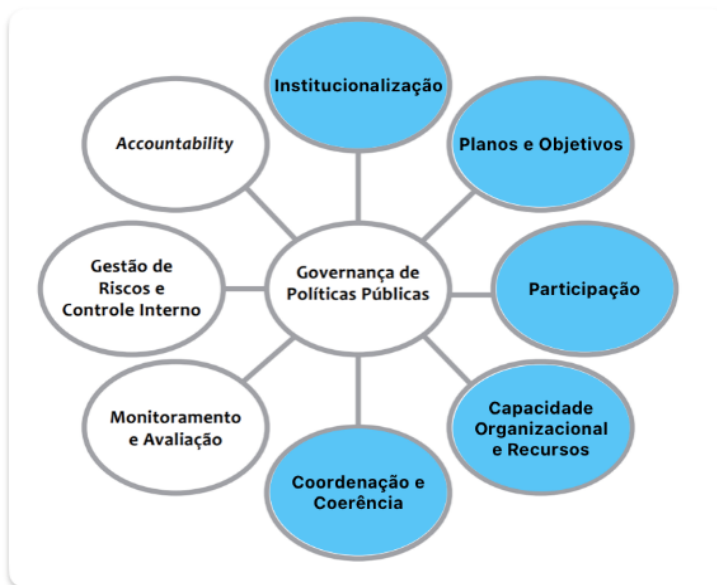 Institucionalização
Accountability
Planos e Objetivos
Gestão de
Riscos e
Controle Interno
Governança de
Políticas Públicas
Participação
Monitoramento
e Avaliação
Capacidade
Organizacional
e Recursos
Coordenação e
Coerência